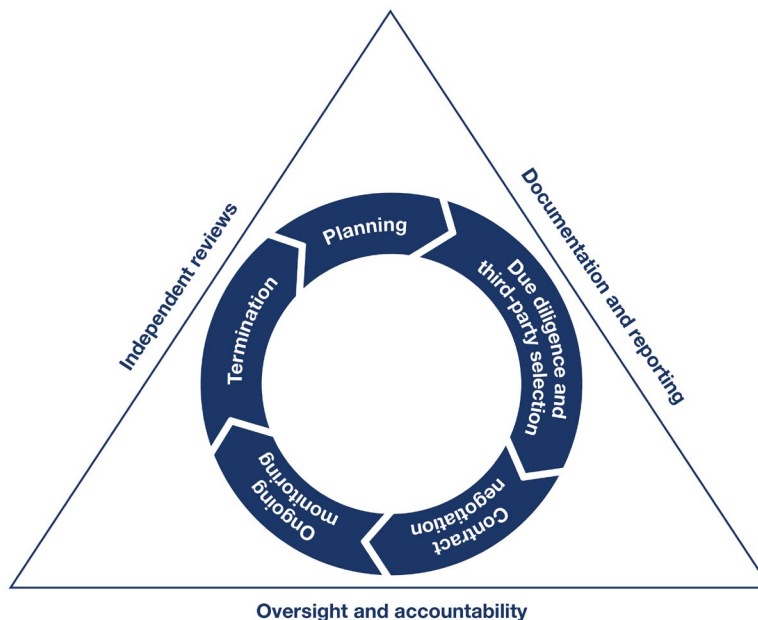 Planning
Due diligence and
third-party selection
Contract
negotiation
Ongoing
monitoring
Termination
Independent reviews
Documentation and reporting
Oversight and accountability